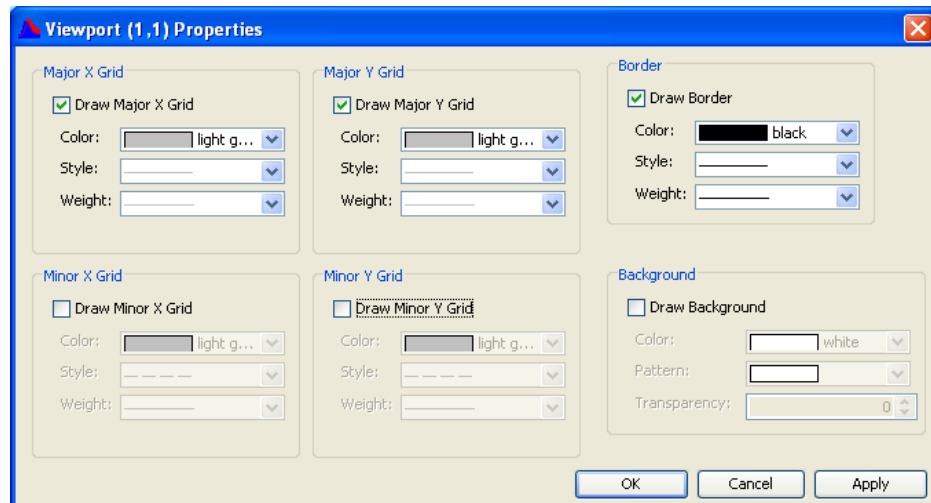 Viewport (1,1) Properties
Major X Grid
Draw Major X Grid
Color: light g...
Style:
Weight:
Major Y Grid
Draw Major Y Grid
Color: light g...
Style:
Weight:
Border
Draw Border
Color: black
Style:
Weight:
Minor X Grid
Draw Minor X Grid
Color: light g...
Style:
Weight:
Minor Y Grid
Draw Minor Y Grid
Color: light g...
Style:
Weight:
Background
Draw Background
Color: white
Pattern:
Transparency: 0
OK Cancel Apply